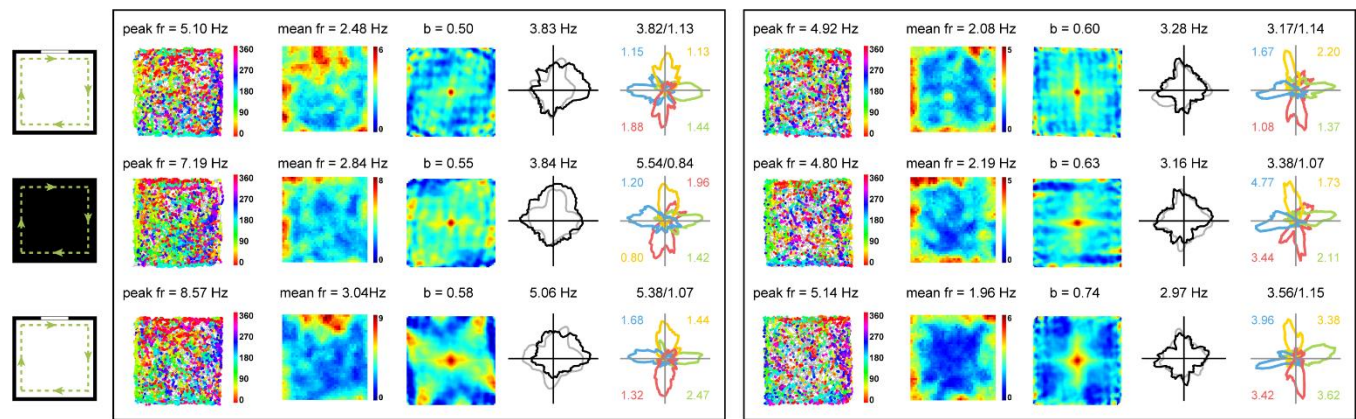 peak fr = 5.10 Hz mean fr = 2.48 Hz b = 0.50 3.83 Hz 3.82/1.13 peak fr = 4.92 Hz mean fr = 2.08 Hz b = 0.60 3.28 Hz 3.17/1.14
360 6 1.15 1.13 360 5 1.67 2.20
270 270
180 180
90 90
0 0 1.88 1.44 0 0 1.08 1.37
peak fr = 7.19 Hz mean fr = 2.84 Hz b = 0.55 3.84 Hz 5.54/0.84 peak fr = 4.80 Hz mean fr = 2.19 Hz b = 0.63 3.16 Hz 3.38/1.07
360 8 1.20 1.96 360 5 4.77 1.73
270 270
180 180
90 90
0 0 0.80 1.42 0 0 3.44 2.11
peak fr = 8.57 Hz mean fr = 3.04Hz b = 0.58 5.06 Hz 5.38/1.07 peak fr = 5.14 Hz mean fr = 1.96 Hz b = 0.74 2.97 Hz 3.56/1.15
360 9 1.68 1.44 360 6 3.96 3.38
270 270
180 180
90 90
0 0 1.32 2.47 0 0 3.42 3.62